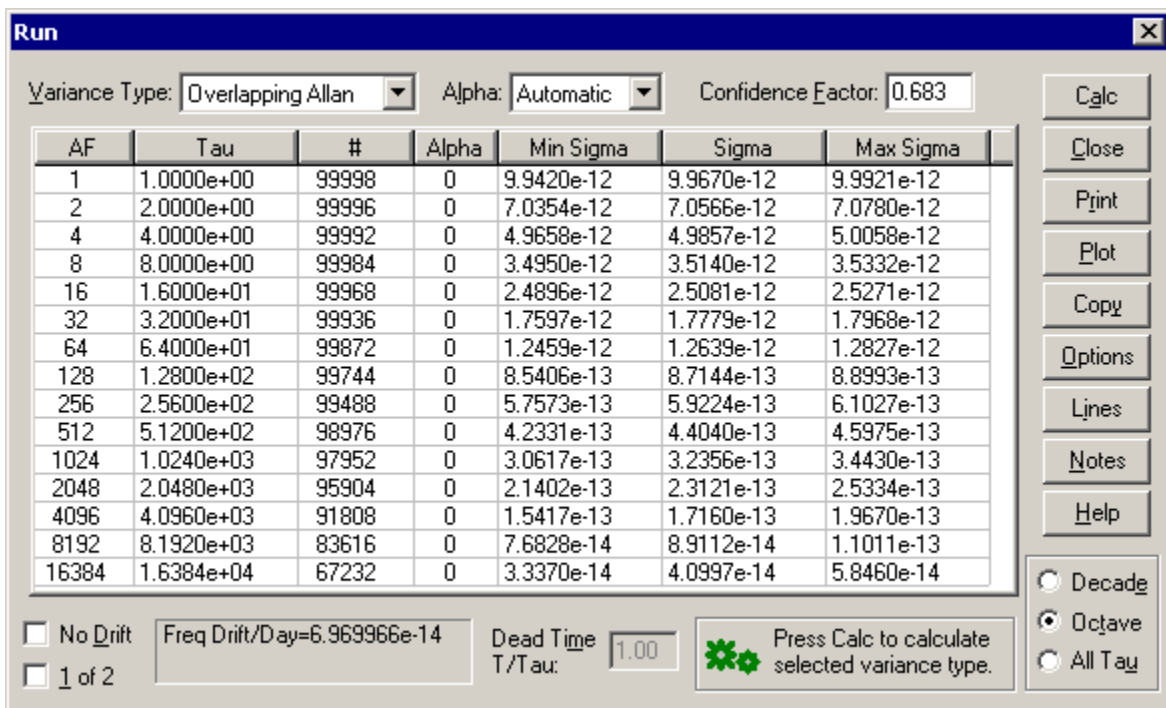 Run
Variance Type: Overlapping Allan Alpha: Automatic Confidence Factor: 0.683
Calc
Close
Print
Plot
Copy
Options
Lines
Notes
Help
AF Tau # Alpha Min Sigma Sigma Max Sigma
1 1.0000e+00 99998 0 9.9420e-12 9.9670e-12 9.9921e-12
2 2.0000e+00 99996 0 7.0354e-12 7.0566e-12 7.0780e-12
4 4.0000e+00 99992 0 4.9658e-12 4.9857e-12 5.0058e-12
8 8.0000e+00 99984 0 3.4950e-12 3.5140e-12 3.5332e-12
16 1.6000e+01 99968 0 2.4896e-12 2.5081e-12 2.5271e-12
32 3.2000e+01 99936 0 1.7597e-12 1.7779e-12 1.7968e-12
64 6.4000e+01 99872 0 1.2459e-12 1.2639e-12 1.2827e-12
128 1.2800e+02 99744 0 8.5406e-13 8.7144e-13 8.8993e-13
256 2.5600e+02 99488 0 5.7573e-13 5.9224e-13 6.1027e-13
512 5.1200e+02 98976 0 4.2331e-13 4.4040e-13 4.5975e-13
1024 1.0240e+03 97952 0 3.0617e-13 3.2356e-13 3.4430e-13
2048 2.0480e+03 95904 0 2.1402e-13 2.3121e-13 2.5334e-13
4096 4.0960e+03 91808 0 1.5417e-13 1.7160e-13 1.9670e-13
8192 8.1920e+03 83616 0 7.6828e-14 8.9112e-14 1.1011e-13
16384 1.6384e+04 67232 0 3.3370e-14 4.0997e-14 5.8460e-14
No Drift
1 of 2
Freq Drift/Day=6.969966e-14
Dead Time
T/Tau: 1.00
Press Calc to calculate
selected variance type.
Decade
Octave
All Tau